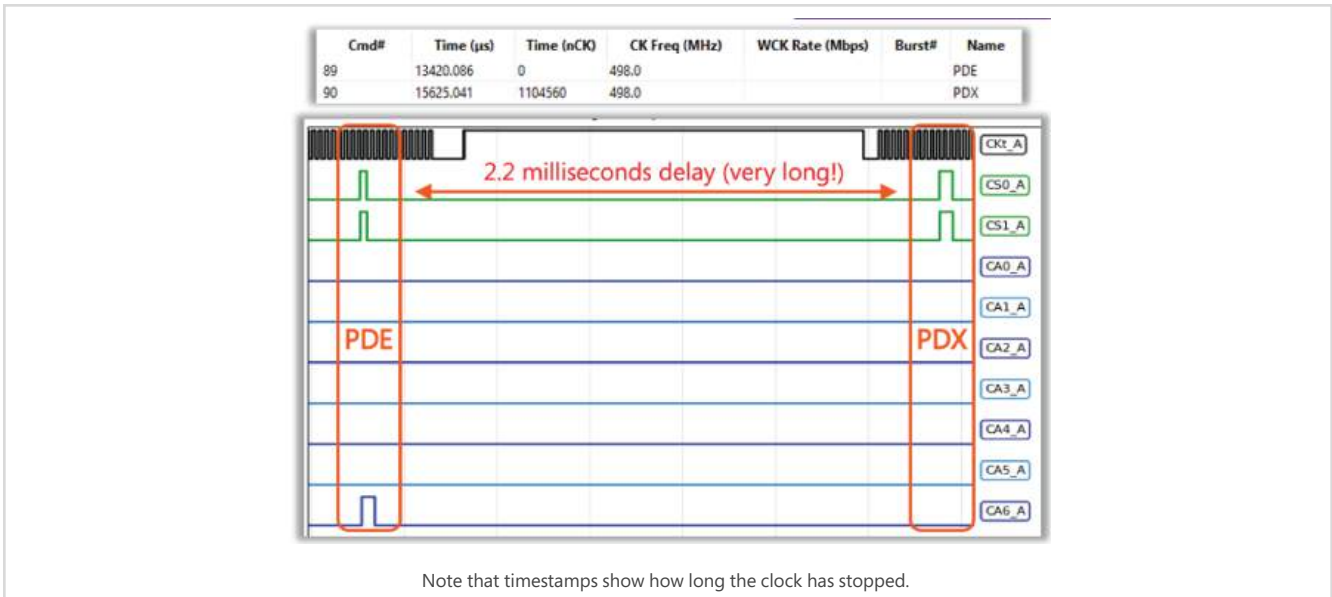 Cmd# Time (μs) Time (nCK) CK Freq (MHz) WCK Rate (Mbps) Burst# Name
89 13420.086 0 498.0 PDE
90 15625.041 1104560 498.0 PDX
CKt_A
2.2 milliseconds delay (very long!)
CS0_A
CS1_A
CA0_A
CA1_A
PDE PDX
CA2_A
CA3_A
CA4_A
CA5_A
CA6_A
Note that timestamps show how long the clock has stopped.